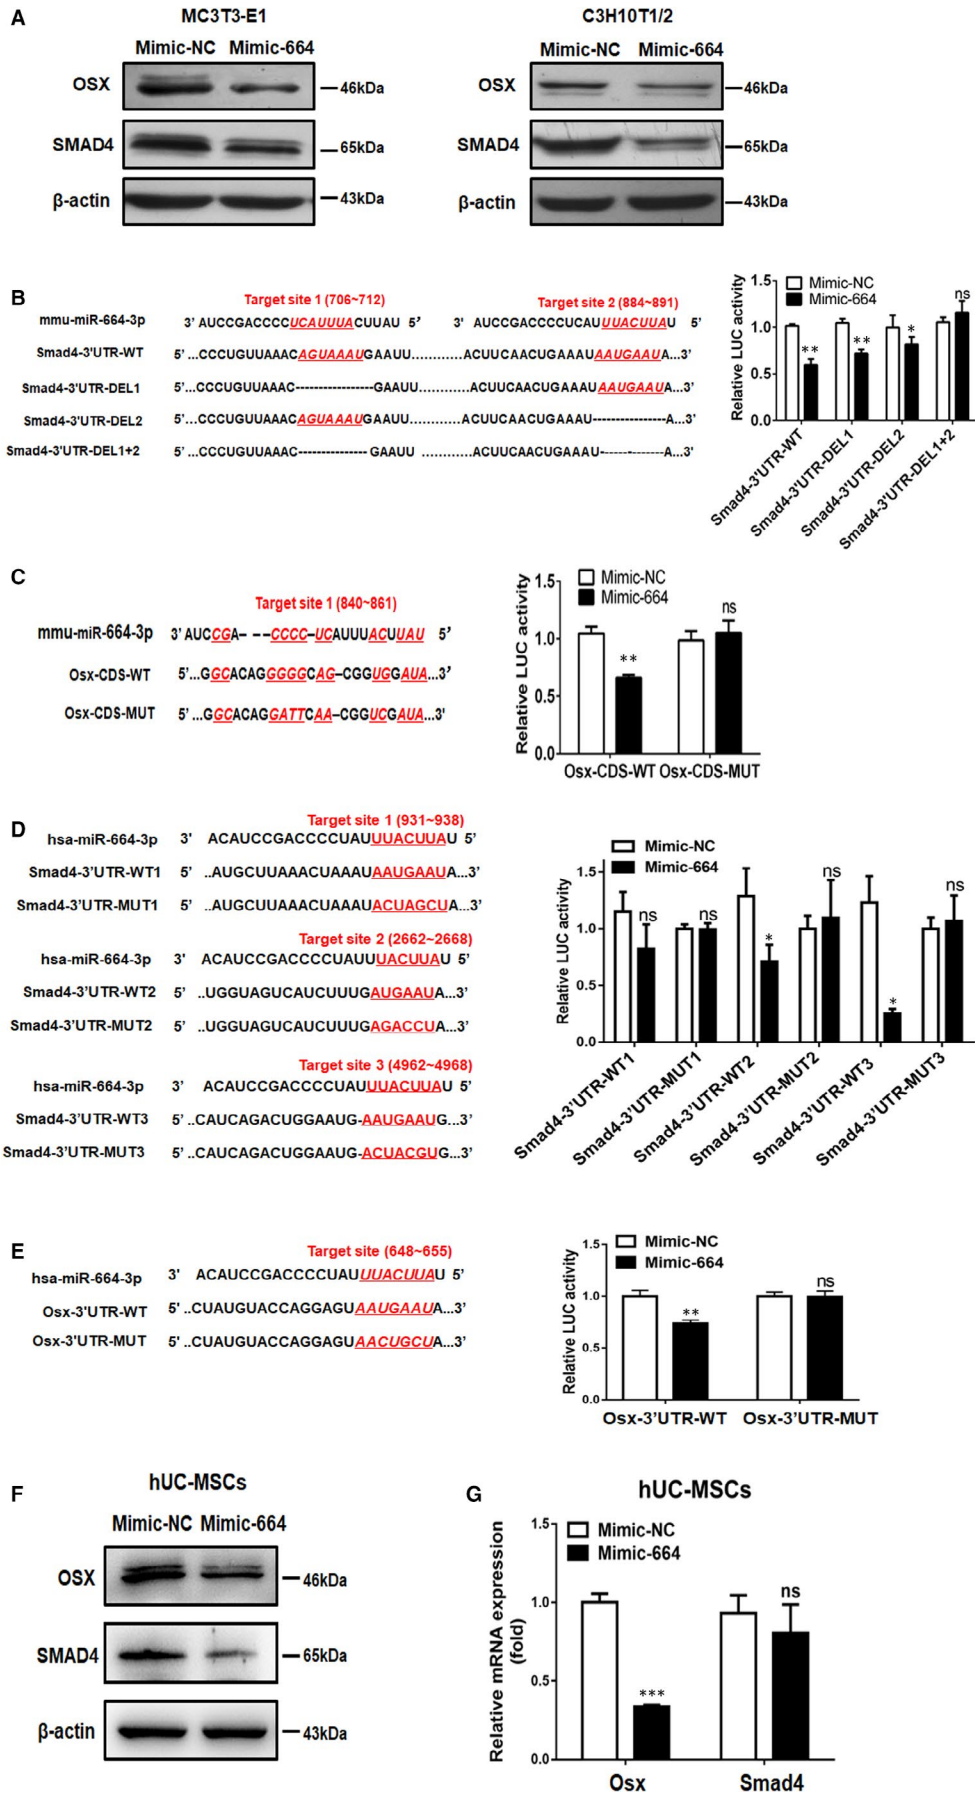 A
MC3T3-E1
Mimic-NC Mimic-664
OSX
46kDa
SMAD4
65kDa
β-actin
43kDa
C3H10T1/2
Mimic-NC Mimic-664
OSX
46kDa
SMAD4
65kDa
β-actin
43kDa
B
Target site 1 (706~712) Target site 2 (884~891)
mmu-miR-664-3p 3' AUCCGACCCCUCAUUUACUUAU 5' 3' AUCCGACCCCUCAUUUACUUAU 5'
Smad4-3'UTR-WT 5' ...CCCUGUUAAACAGUAAAUGAAUU............ACUUCAACUGAAAUAAUGAAUA...3'
Smad4-3'UTR-DEL1 5' ...CCCUGUUAAAC----------------GAAUU............ACUUCAACUGAAAUAAUGAAUA...3'
Smad4-3'UTR-DEL2 5' ...CCCUGUUAAACAGUAAAUGAAUU............ACUUCAACUGAAAU----------------A...3'
Smad4-3'UTR-DEL1+2 5' ...CCCUGUUAAAC---------------GAAUU ............ACUUCAACUGAAAU--------------A...3'
Relative LUC activity
1.5
1.0
0.5
0.0
Mimic-NC
Mimic-664
** ** * ns
Smad4-3'UTR-WT
Smad4-3'UTR-DEL1
Smad4-3'UTR-DEL2
Smad4-3'UTR-DEL1+2
C
Target site 1 (840~861)
mmu-miR-664-3p 3' AUCCGA- --CCCC-UCAUUUACUUAU 5'
Osx-CDS-WT 5'...GGCACAGGGGGCAG–CGGUGGAUA...3'
Osx-CDS-MUT 5' ...GGCACAGGATTCAA–CGGUCGAUA...3'
Relative LUC activity
1.5
1.0
0.5
0.0
Mimic-NC
Mimic-664
** ns
Osx-CDS-WT Osx-CDS-MUT
D
Target site 1 (931~938)
hsa-miR-664-3p 3' ACAUCCGACCCCUAUUUACUUAU 5'
Smad4-3'UTR-WT1 5' ..AUGCUUAAACUAAAUAAUGAAUA...3'
Smad4-3'UTR-MUT1 5' ..AUGCUUAAACUAAAUACUAGCUA...3'
Target site 2 (2662~2668)
hsa-miR-664-3p 3' ACAUCCGACCCCUAUUUACUUAU 5'
Smad4-3'UTR-WT2 5' ..UGGUAGUCAUCUUUGAUGAAUA...3'
Smad4-3'UTR-MUT2 5' ..UGGUAGUCAUCUUUGAGACCUA...3'
Target site 3 (4962~4968)
hsa-miR-664-3p 3' ACAUCCGACCCCUAUUUACUUAU 5'
Smad4-3'UTR-WT3 5' ..CAUCAGACUGGAAUG-AAUGAAUG...3'
Smad4-3'UTR-MUT3 5' ..CAUCAGACUGGAAUG-ACUACGUG...3'
Relative LUC activity
1.5
1.0
0.5
0.0
Mimic-NC
Mimic-664
ns ns * ns * ns
Smad4-3'UTR-WT1
Smad4-3'UTR-MUT1
Smad4-3'UTR-WT2
Smad4-3'UTR-MUT2
Smad4-3'UTR-WT3
Smad4-3'UTR-MUT3
E
Target site (648~655)
hsa-miR-664-3p 3' ACAUCCGACCCCUAUUUACUUAU 5'
Osx-3'UTR-WT 5' ..CUAUGUACCAGGAGUAAUGAAUA...3'
Osx-3'UTR-MUT 5' ..CUAUGUACCAGGAGUAACUGCUA...3'
Relative LUC activity
1.5
1.0
0.5
0.0
Mimic-NC
Mimic-664
** ns
Osx-3'UTR-WT Osx-3'UTR-MUT
F
hUC-MSCs
Mimic-NC Mimic-664
OSX
46kDa
SMAD4
65kDa
β-actin
43kDa
G
hUC-MSCs
Relative mRNA expression
(fold)
1.5
1.0
0.5
0.0
Mimic-NC
Mimic-664
*** ns
Osx Smad4